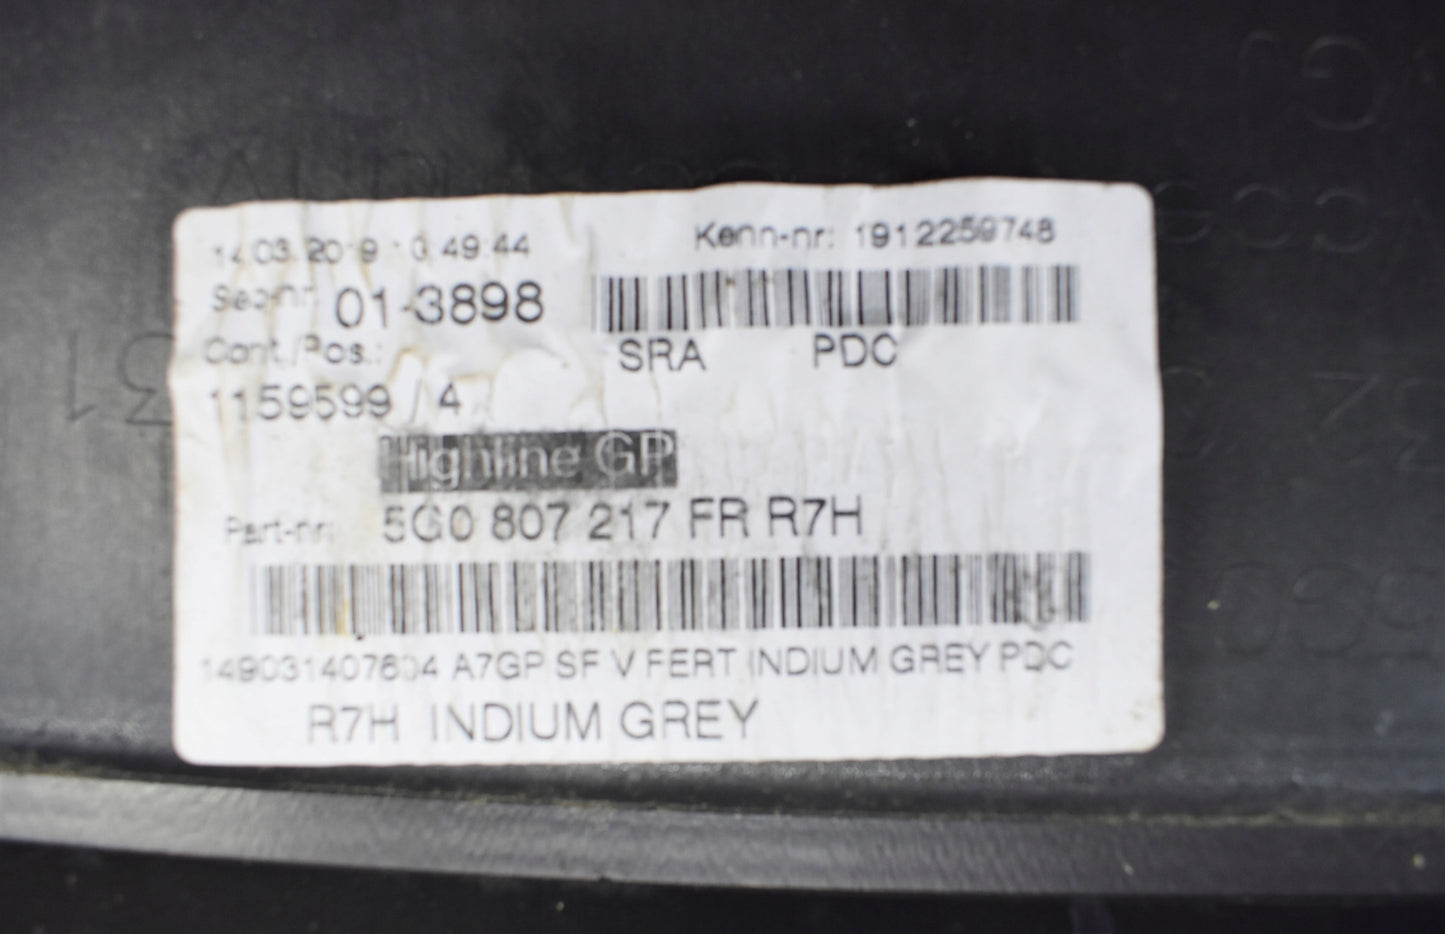 14.03.2019 10:49:44
Kenn-nr: 1912259748
Seq-nr: 01-3898
SRA PDC
Cont./Pos.:
1159599 / 4
Highline GP
Part-nr: 5G0 807 217 FR R7H
A7GP SF V FERT INDIUM GREY PDC
R7H INDIUM GREY